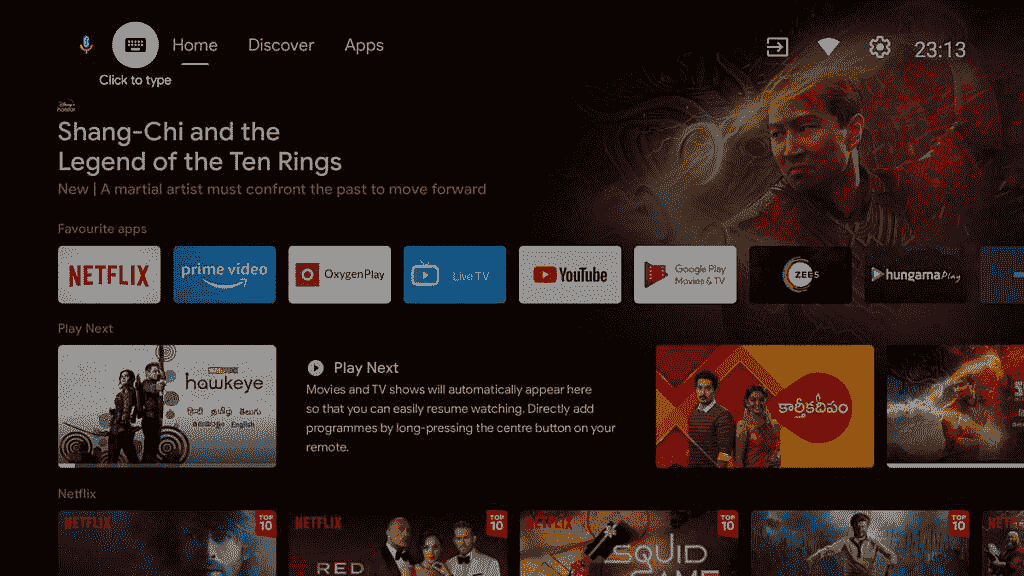 Home
Discover
Apps
23:13
Click to type
Disney+
hotstar
Shang-Chi and the
Legend of the Ten Rings
New | A martial artist must confront the past to move forward
Favourite apps
NETFLIX
prime video
OxygenPlay
Live TV
YouTube
Google Play
Movies & TV
ZEE5
hungama play
Play Next
hawkeye
हिन्दी தமிழ் తెలుగు
മലയാളം English
Play Next
Movies and TV shows will automatically appear here
so that you can easily resume watching. Directly add
programmes by long-pressing the centre button on your
remote.
కార్తీకదీపం
Netflix
NETFLIX
TOP
10
NETFLIX
TOP
10
RED
NETFLIX
TOP
10
SQUID
GAME
TOP
10